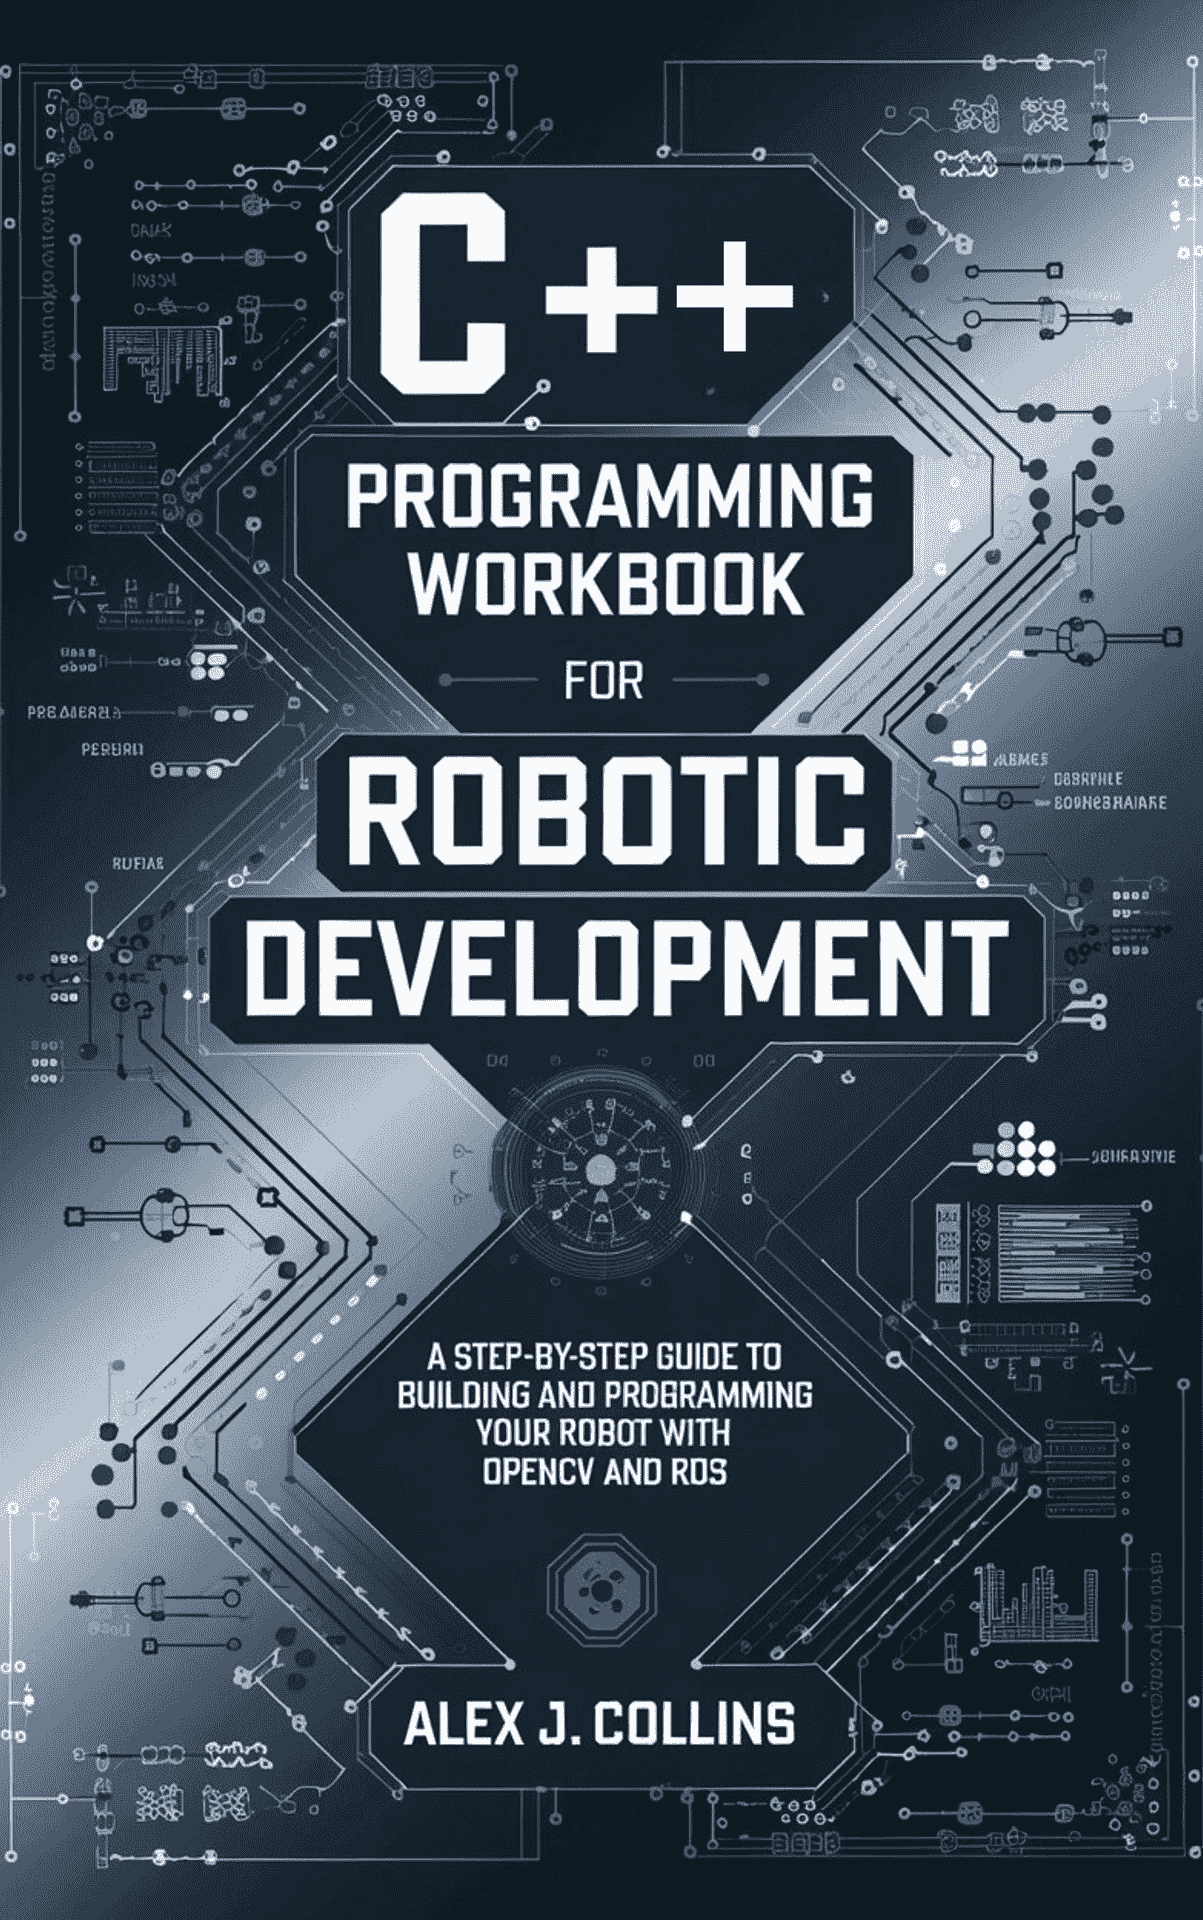 C++
PROGRAMMING
WORKBOOK
FOR
ROBOTIC
DEVELOPMENT
A STEP-BY-STEP GUIDE TO
BUILDING AND PROGRAMMING
YOUR ROBOT WITH
OPENCV AND ROS
ALEX J. COLLINS